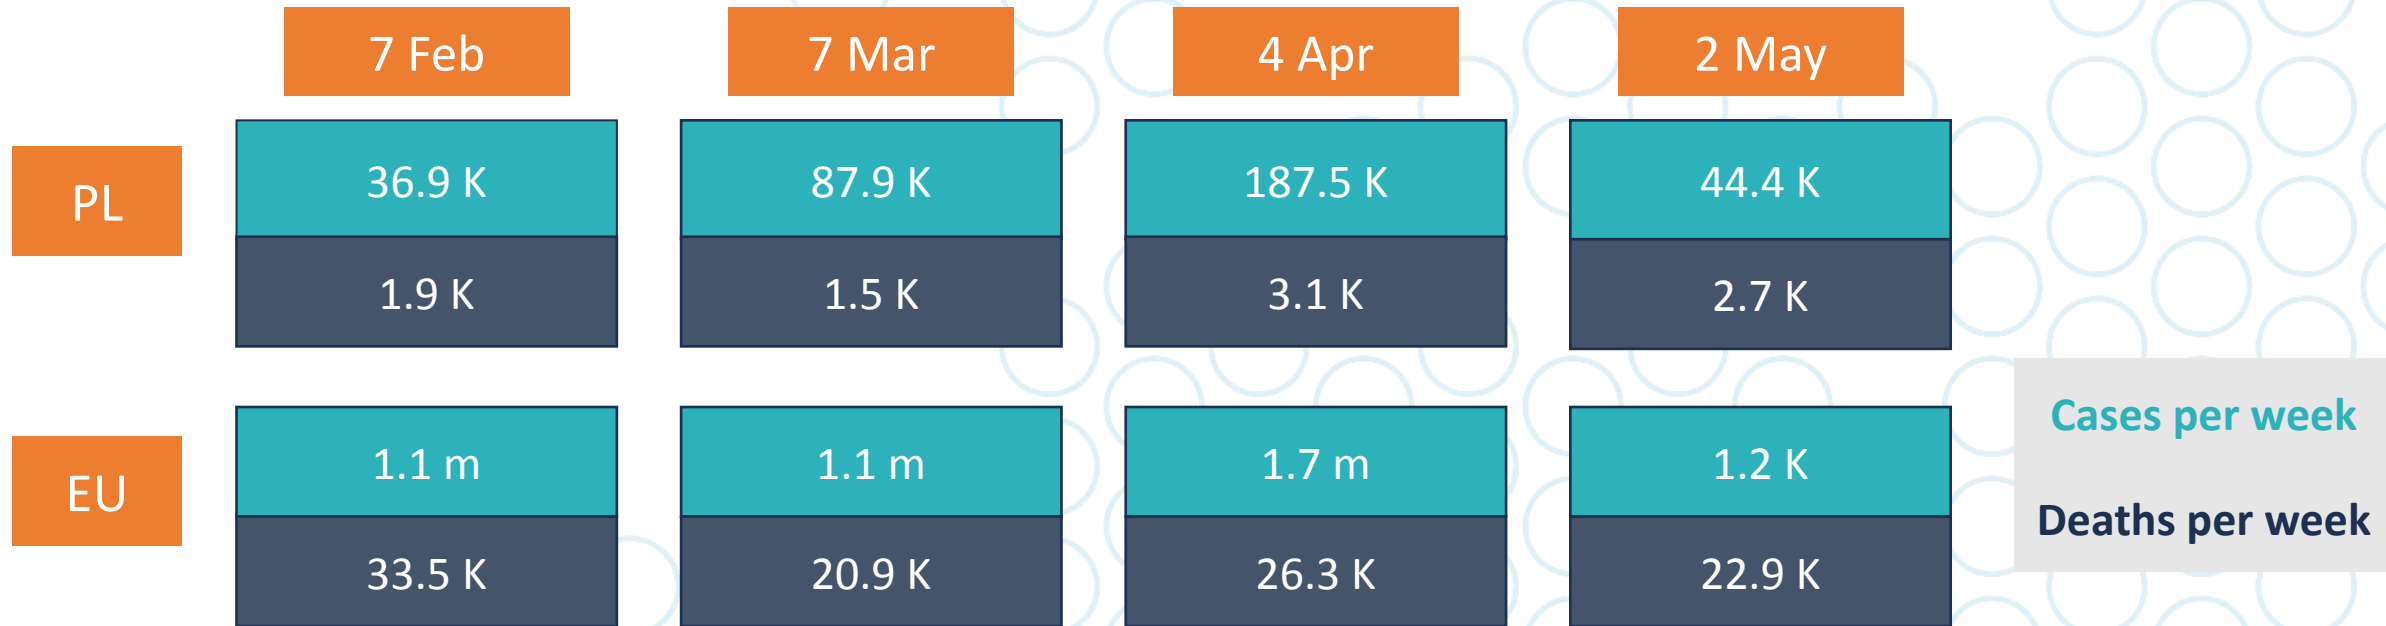 7 Feb
7 Mar
4 Apr
2 May
PL
36.9 K
87.9 K
187.5 K
44.4 K
1.9 K
1.5 K
3.1 K
2.7 K
EU
1.1 m
1.1 m
1.7 m
1.2 K
33.5 K
20.9 K
26.3 K
22.9 K
Cases per week
Deaths per week